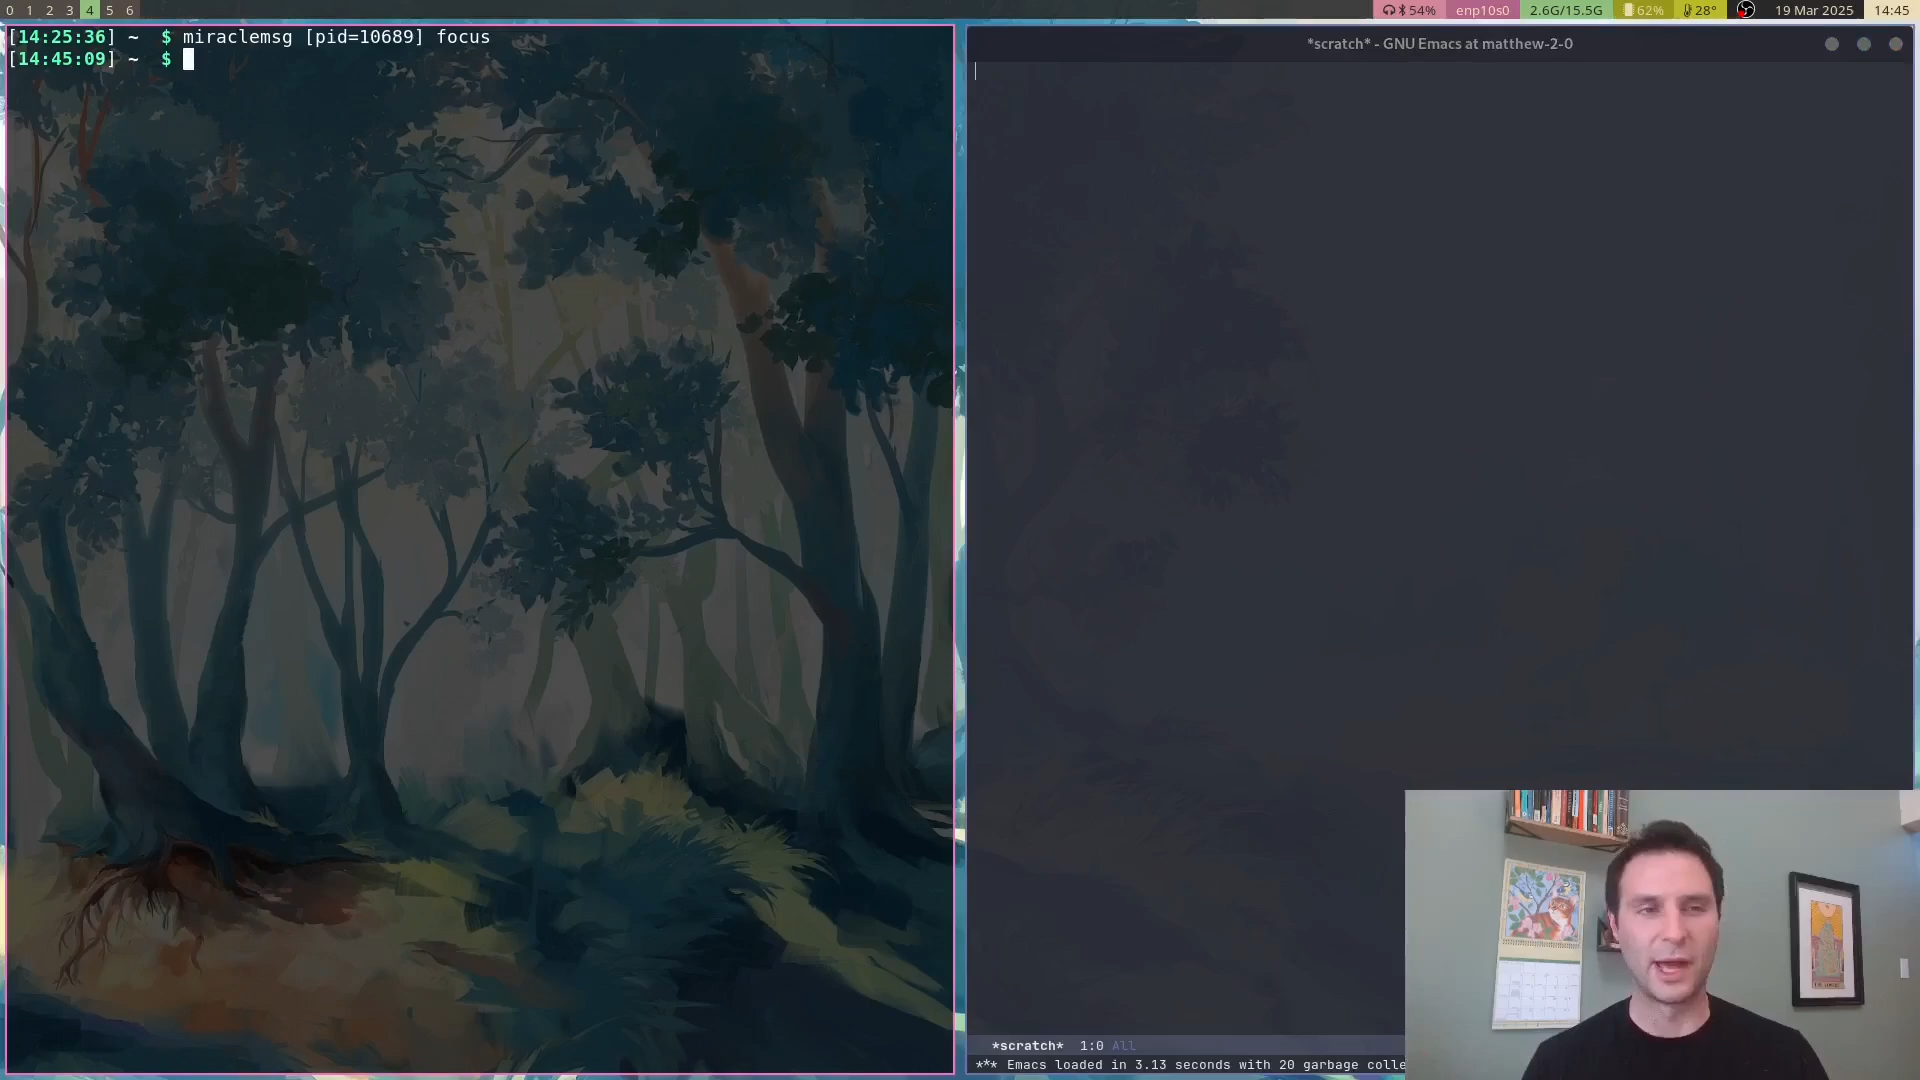 0 1 2 3 4 5 6
54% enp10s0 2.6G/15.5G 62% 28° 19 Mar 2025 14:45
[14:25:36] ~ $ miraclemsg [pid=10689] focus
[14:45:09] ~ $
*scratch* - GNU Emacs at matthew-2-0
*scratch* 1:0 All
*** Emacs loaded in 3.13 seconds with 20 garbage colle